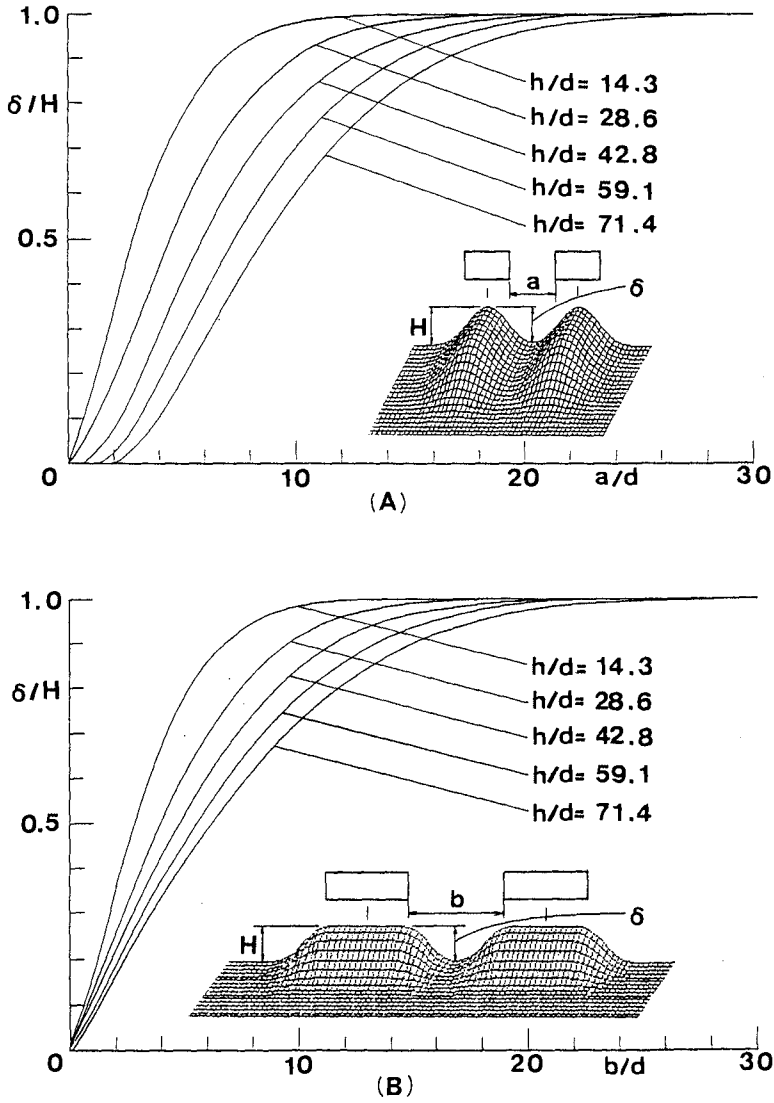 1.0
δ/H
h/d= 14.3
h/d= 28.6
h/d= 42.8
h/d= 59.1
h/d= 71.4
0.5
a
δ
H
0
10
20
a/d
30
(A)
1.0
δ/H
h/d= 14.3
h/d= 28.6
h/d= 42.8
h/d= 59.1
h/d= 71.4
0.5
b
δ
H
0
10
20
b/d
30
(B)